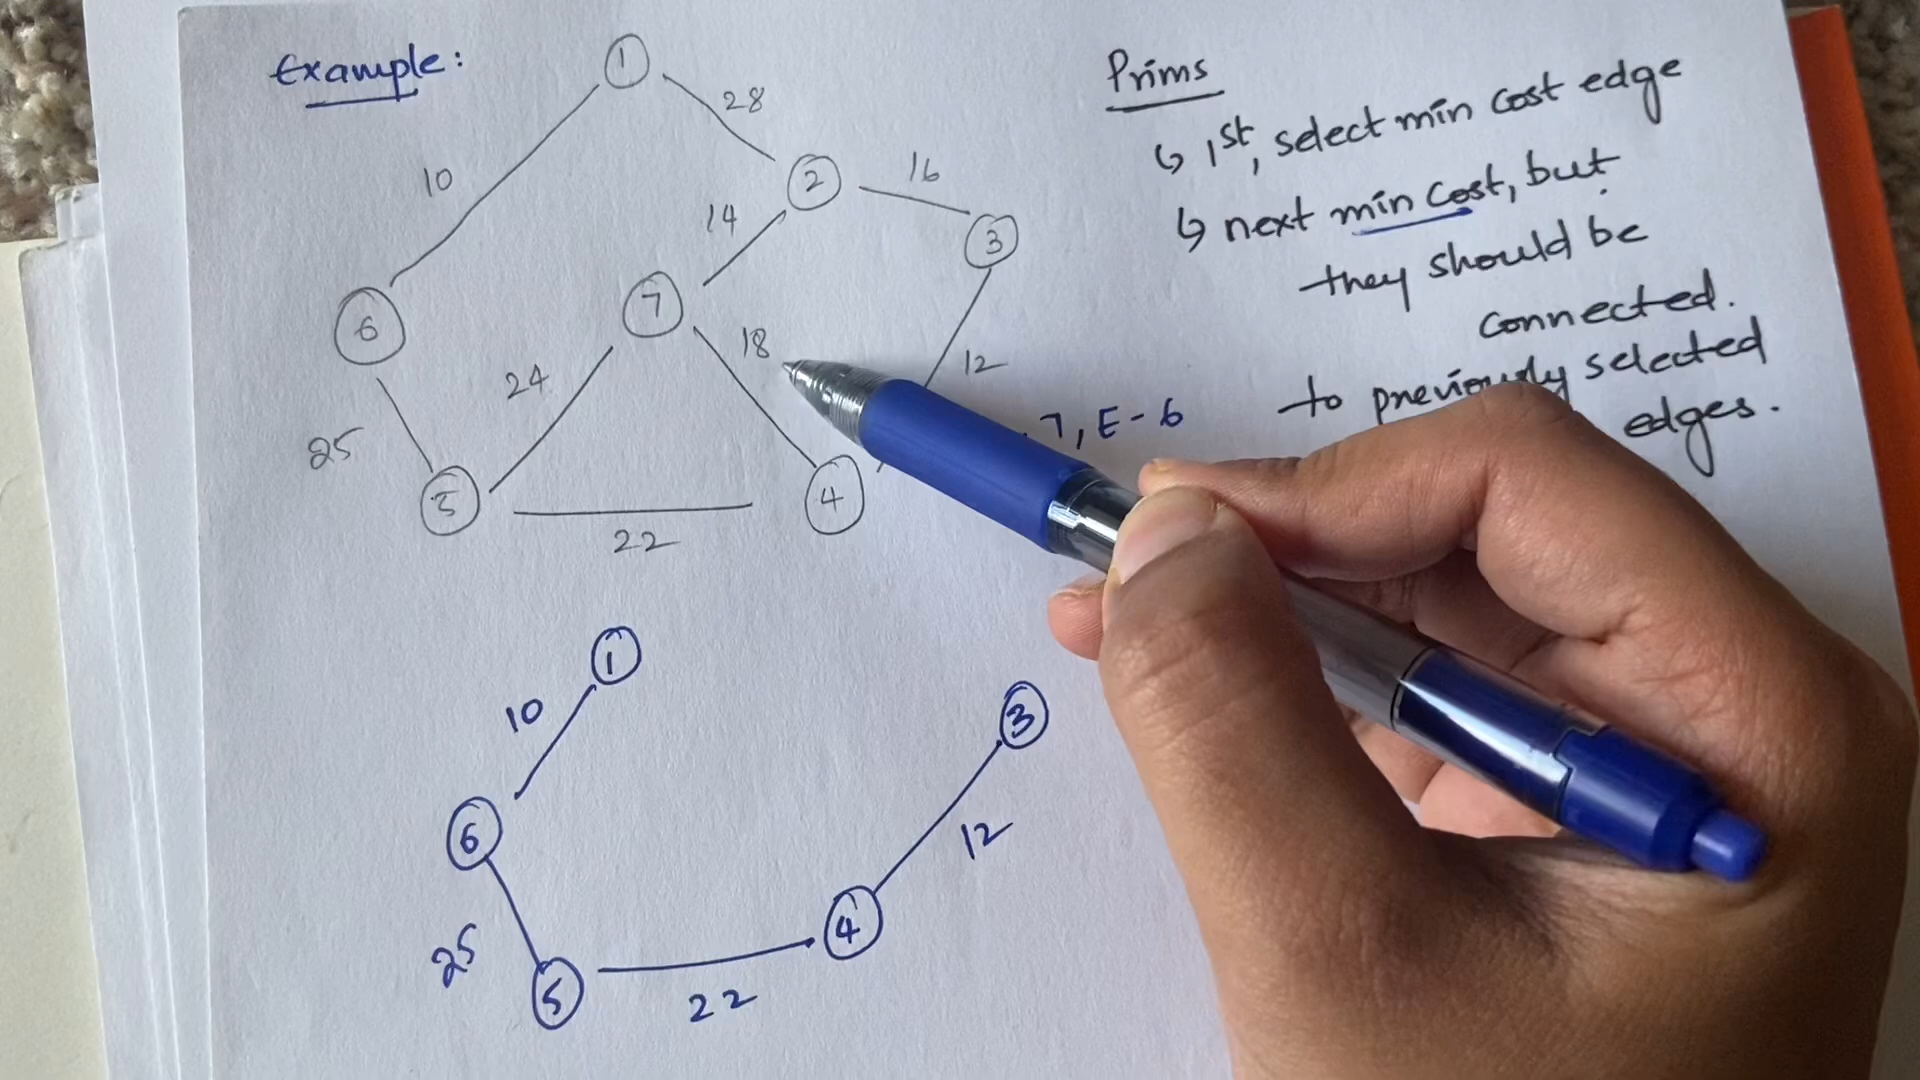 Example:
1
28
10
2
16
14
3
7
6
18
24
12
25
5
4
22
7, E-6
Prims
↳ 1st, select min cost edge
↳ next min cost, but
they should be
connected.
to previously selected
edges.
1
10
3
6
12
4
25
5
22